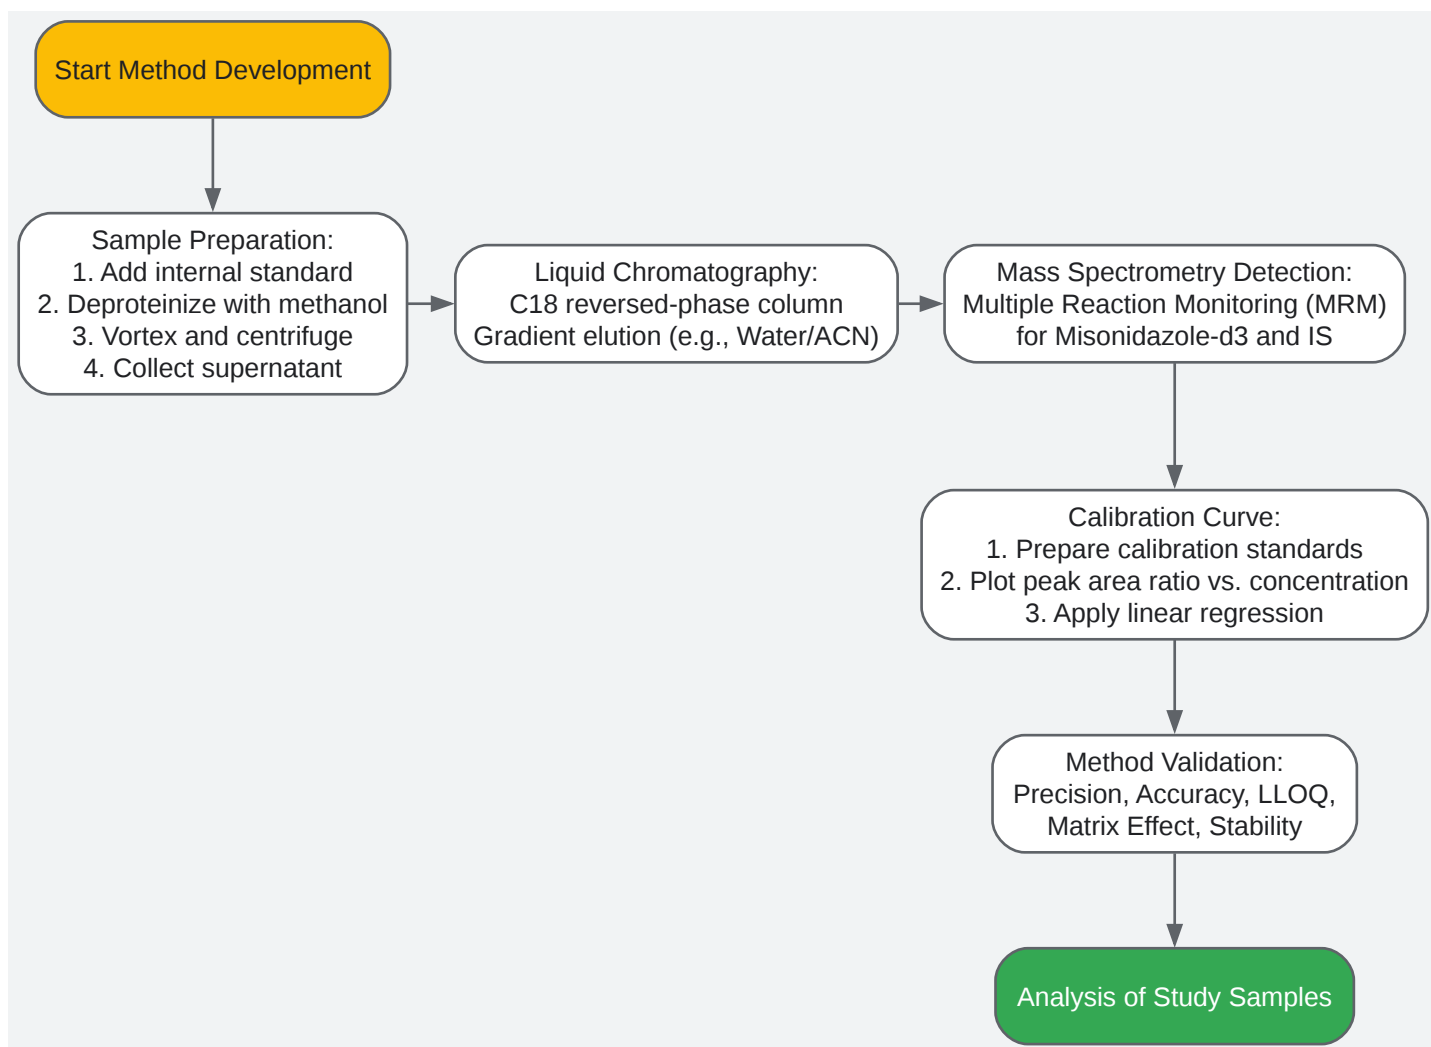 Start Method Development
Sample Preparation:
1. Add internal standard
2. Deproteinize with methanol
3. Vortex and centrifuge
4. Collect supernatant
Liquid Chromatography:
C18 reversed-phase column
Gradient elution (e.g., Water/ACN)
Mass Spectrometry Detection:
Multiple Reaction Monitoring (MRM)
for Misonidazole-d3 and IS
Calibration Curve:
1. Prepare calibration standards
2. Plot peak area ratio vs. concentration
3. Apply linear regression
Method Validation:
Precision, Accuracy, LLOQ,
Matrix Effect, Stability
Analysis of Study Samples